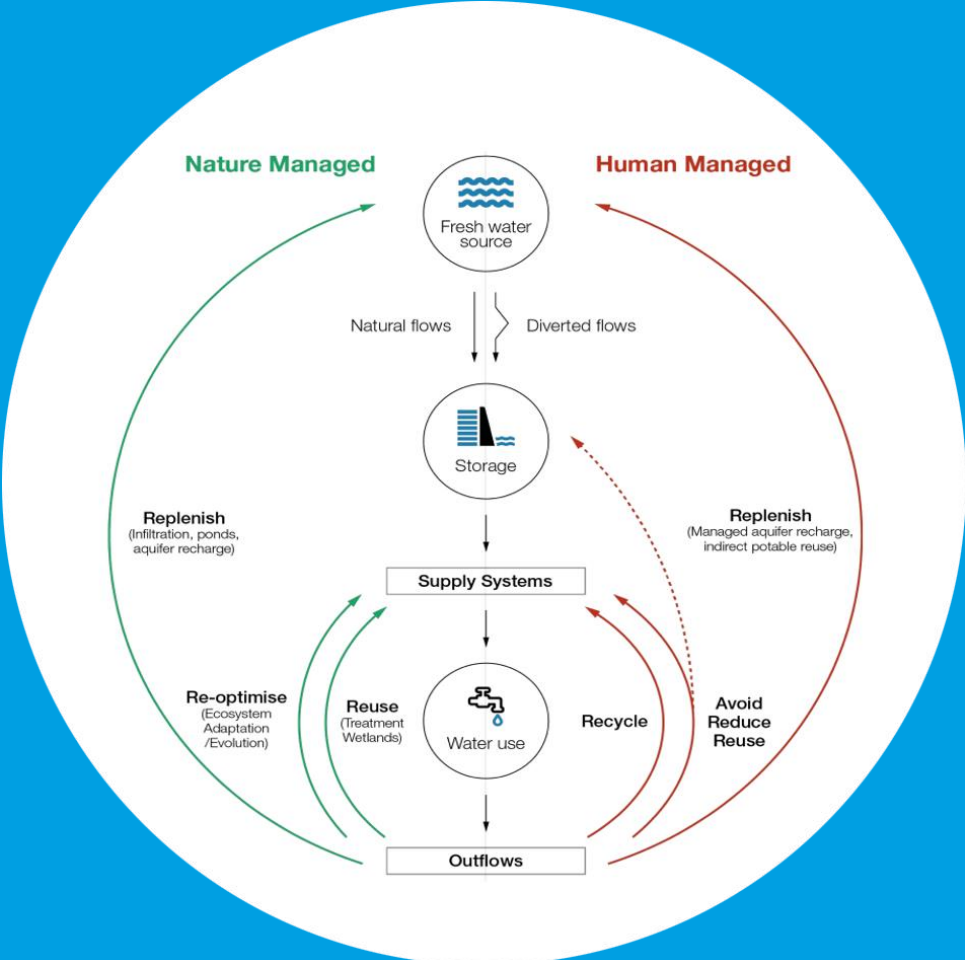 Nature Managed
Human Managed
Fresh water
source
Natural flows
Diverted flows
Storage
Replenish
(Infiltration, ponds,
aquifer recharge)
Replenish
(Managed aquifer recharge,
indirect potable reuse)
Supply Systems
Re-optimise
(Ecosystem
Adaptation
/Evolution)
Reuse
(Treatment
Wetlands)
Water use
Recycle
Avoid
Reduce
Reuse
Outflows